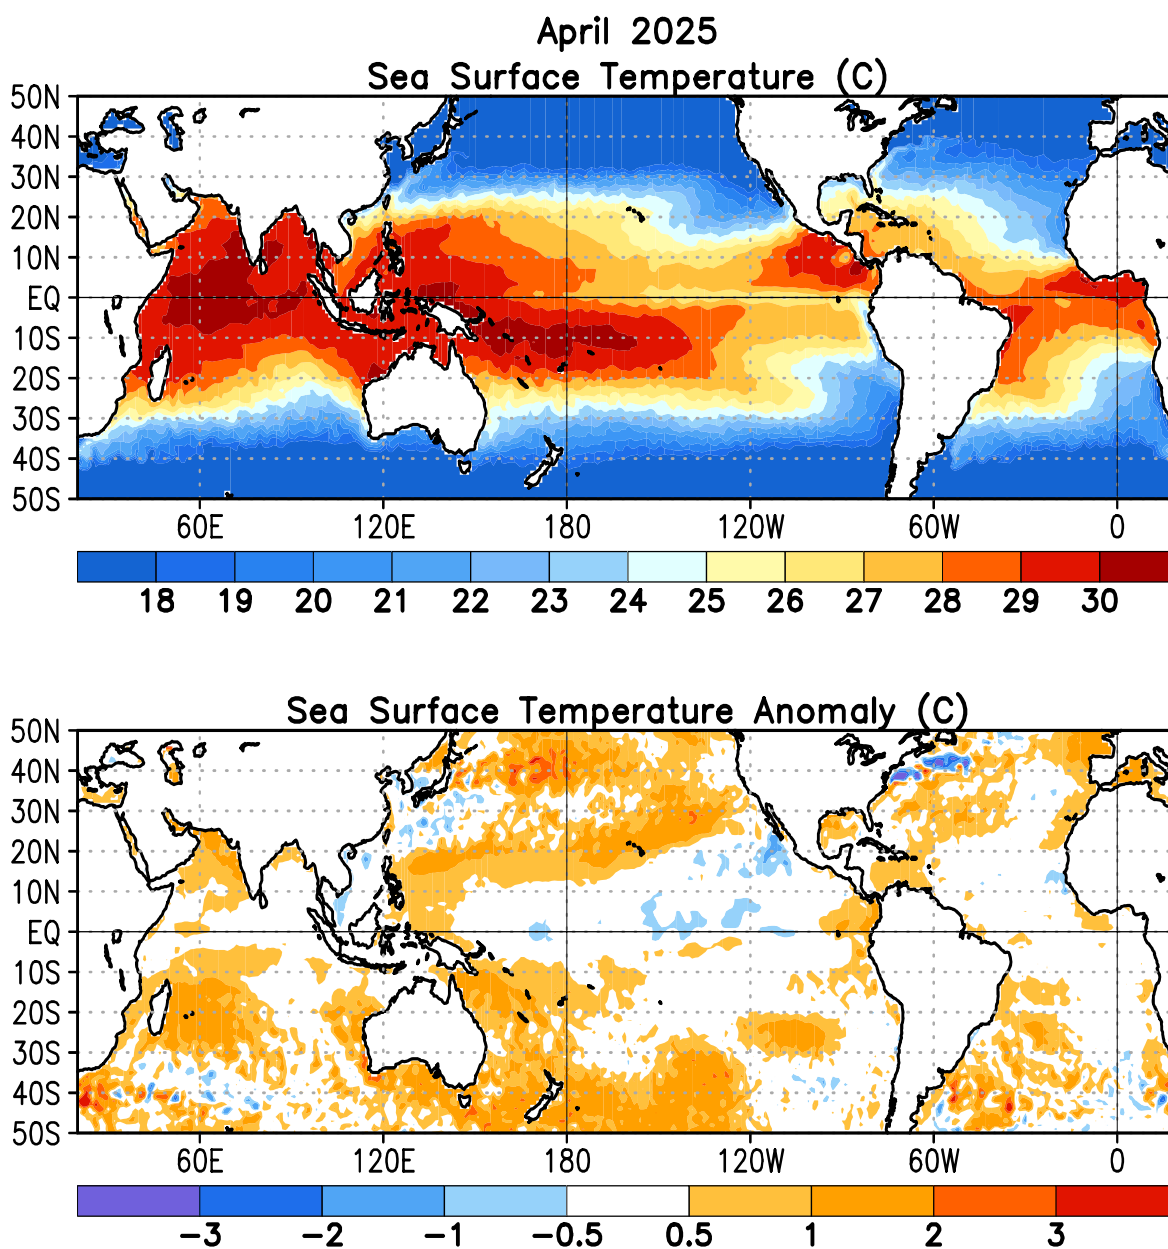 April 2025
Sea Surface Temperature (C)
50N
40N
30N
20N
10N
EQ
10S
20S
30S
40S
50S
60E 120E 180 120W 60W 0
18 19 20 21 22 23 24 25 26 27 28 29 30
Sea Surface Temperature Anomaly (C)
50N
40N
30N
20N
10N
EQ
10S
20S
30S
40S
50S
60E 120E 180 120W 60W 0
−3 −2 −1 −0.5 0.5 1 2 3